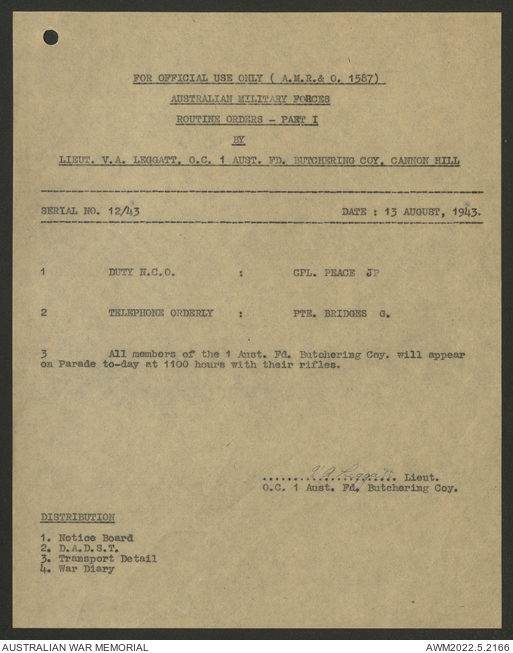 FOR OFFICIAL USE ONLY ( A.M.R.& O. 1587)
AUSTRALIAN MILITARY FORCES
ROUTINE ORDERS - PART I
BY
LIEUT. V.A. LEGGATT, O.C. 1 AUST. FD. BUTCHERING COY, CANNON HILL
SERIAL NO. 12/43 DATE : 13 AUGUST, 1943.
1 DUTY N.C.O. : CPL. PEACE JP
2 TELEPHONE ORDERLY : PTE. BRIDGES G.
3 All members of the 1 Aust. Fd. Butchering Coy. will appear
on Parade to-day at 1100 hours with their rifles.
V A Leggatt Lieut.
O.C. 1 Aust. Fd. Butchering Coy.
DISTRIBUTION
1. Notice Board
2. D.A.D.S.T.
3. Transport Detail
4. War Diary
AUSTRALIAN WAR MEMORIAL AWM2022.5.2166